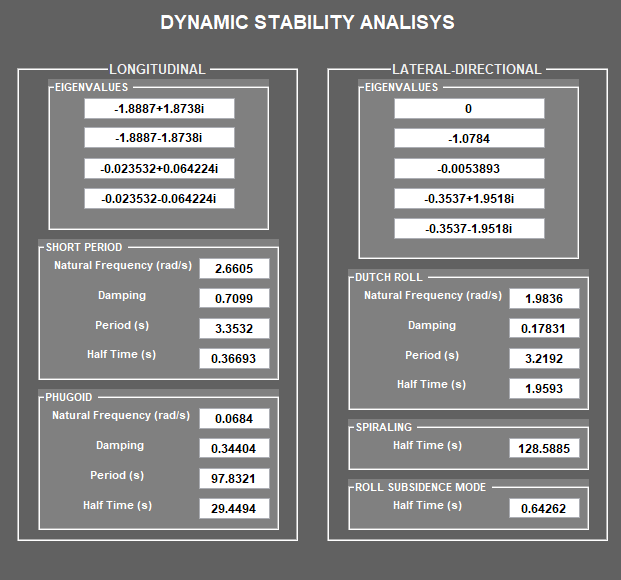 DYNAMIC STABILITY ANALISYS
LONGITUDINAL
EIGENVALUES
-1.8887+1.8738i
-1.8887-1.8738i
-0.023532+0.064224i
-0.023532-0.064224i
SHORT PERIOD
Natural Frequency (rad/s) 2.6605
Damping 0.7099
Period (s) 3.3532
Half Time (s) 0.36693
PHUGOID
Natural Frequency (rad/s) 0.0684
Damping 0.34404
Period (s) 97.8321
Half Time (s) 29.4494
LATERAL-DIRECTIONAL
EIGENVALUES
0
-1.0784
-0.0053893
-0.3537+1.9518i
-0.3537-1.9518i
DUTCH ROLL
Natural Frequency (rad/s) 1.9836
Damping 0.17831
Period (s) 3.2192
Half Time (s) 1.9593
SPIRALING
Half Time (s) 128.5885
ROLL SUBSIDENCE MODE
Half Time (s) 0.64262